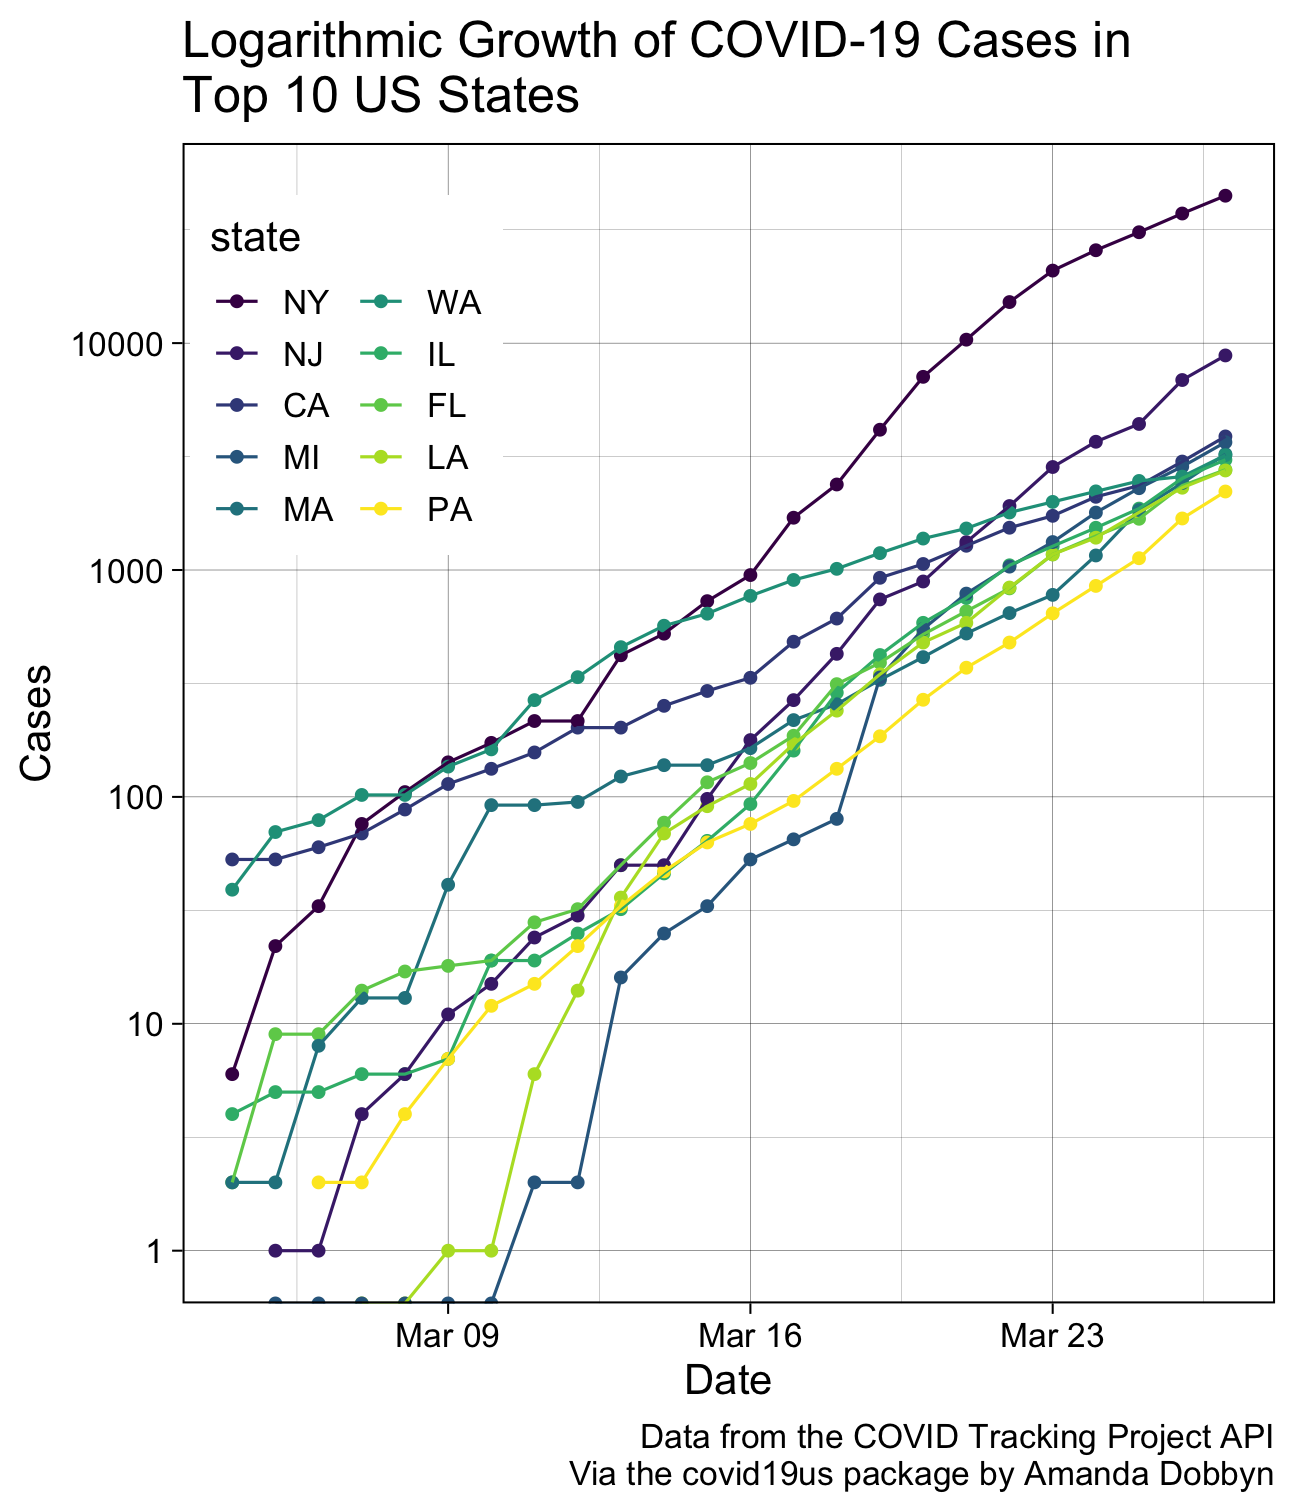 Logarithmic Growth of COVID-19 Cases in
Top 10 US States
state
NY
NJ
CA
MI
MA
WA
IL
FL
LA
PA
10000
1000
100
10
1
Cases
Mar 09
Mar 16
Mar 23
Date
Data from the COVID Tracking Project API
Via the covid19us package by Amanda Dobbyn